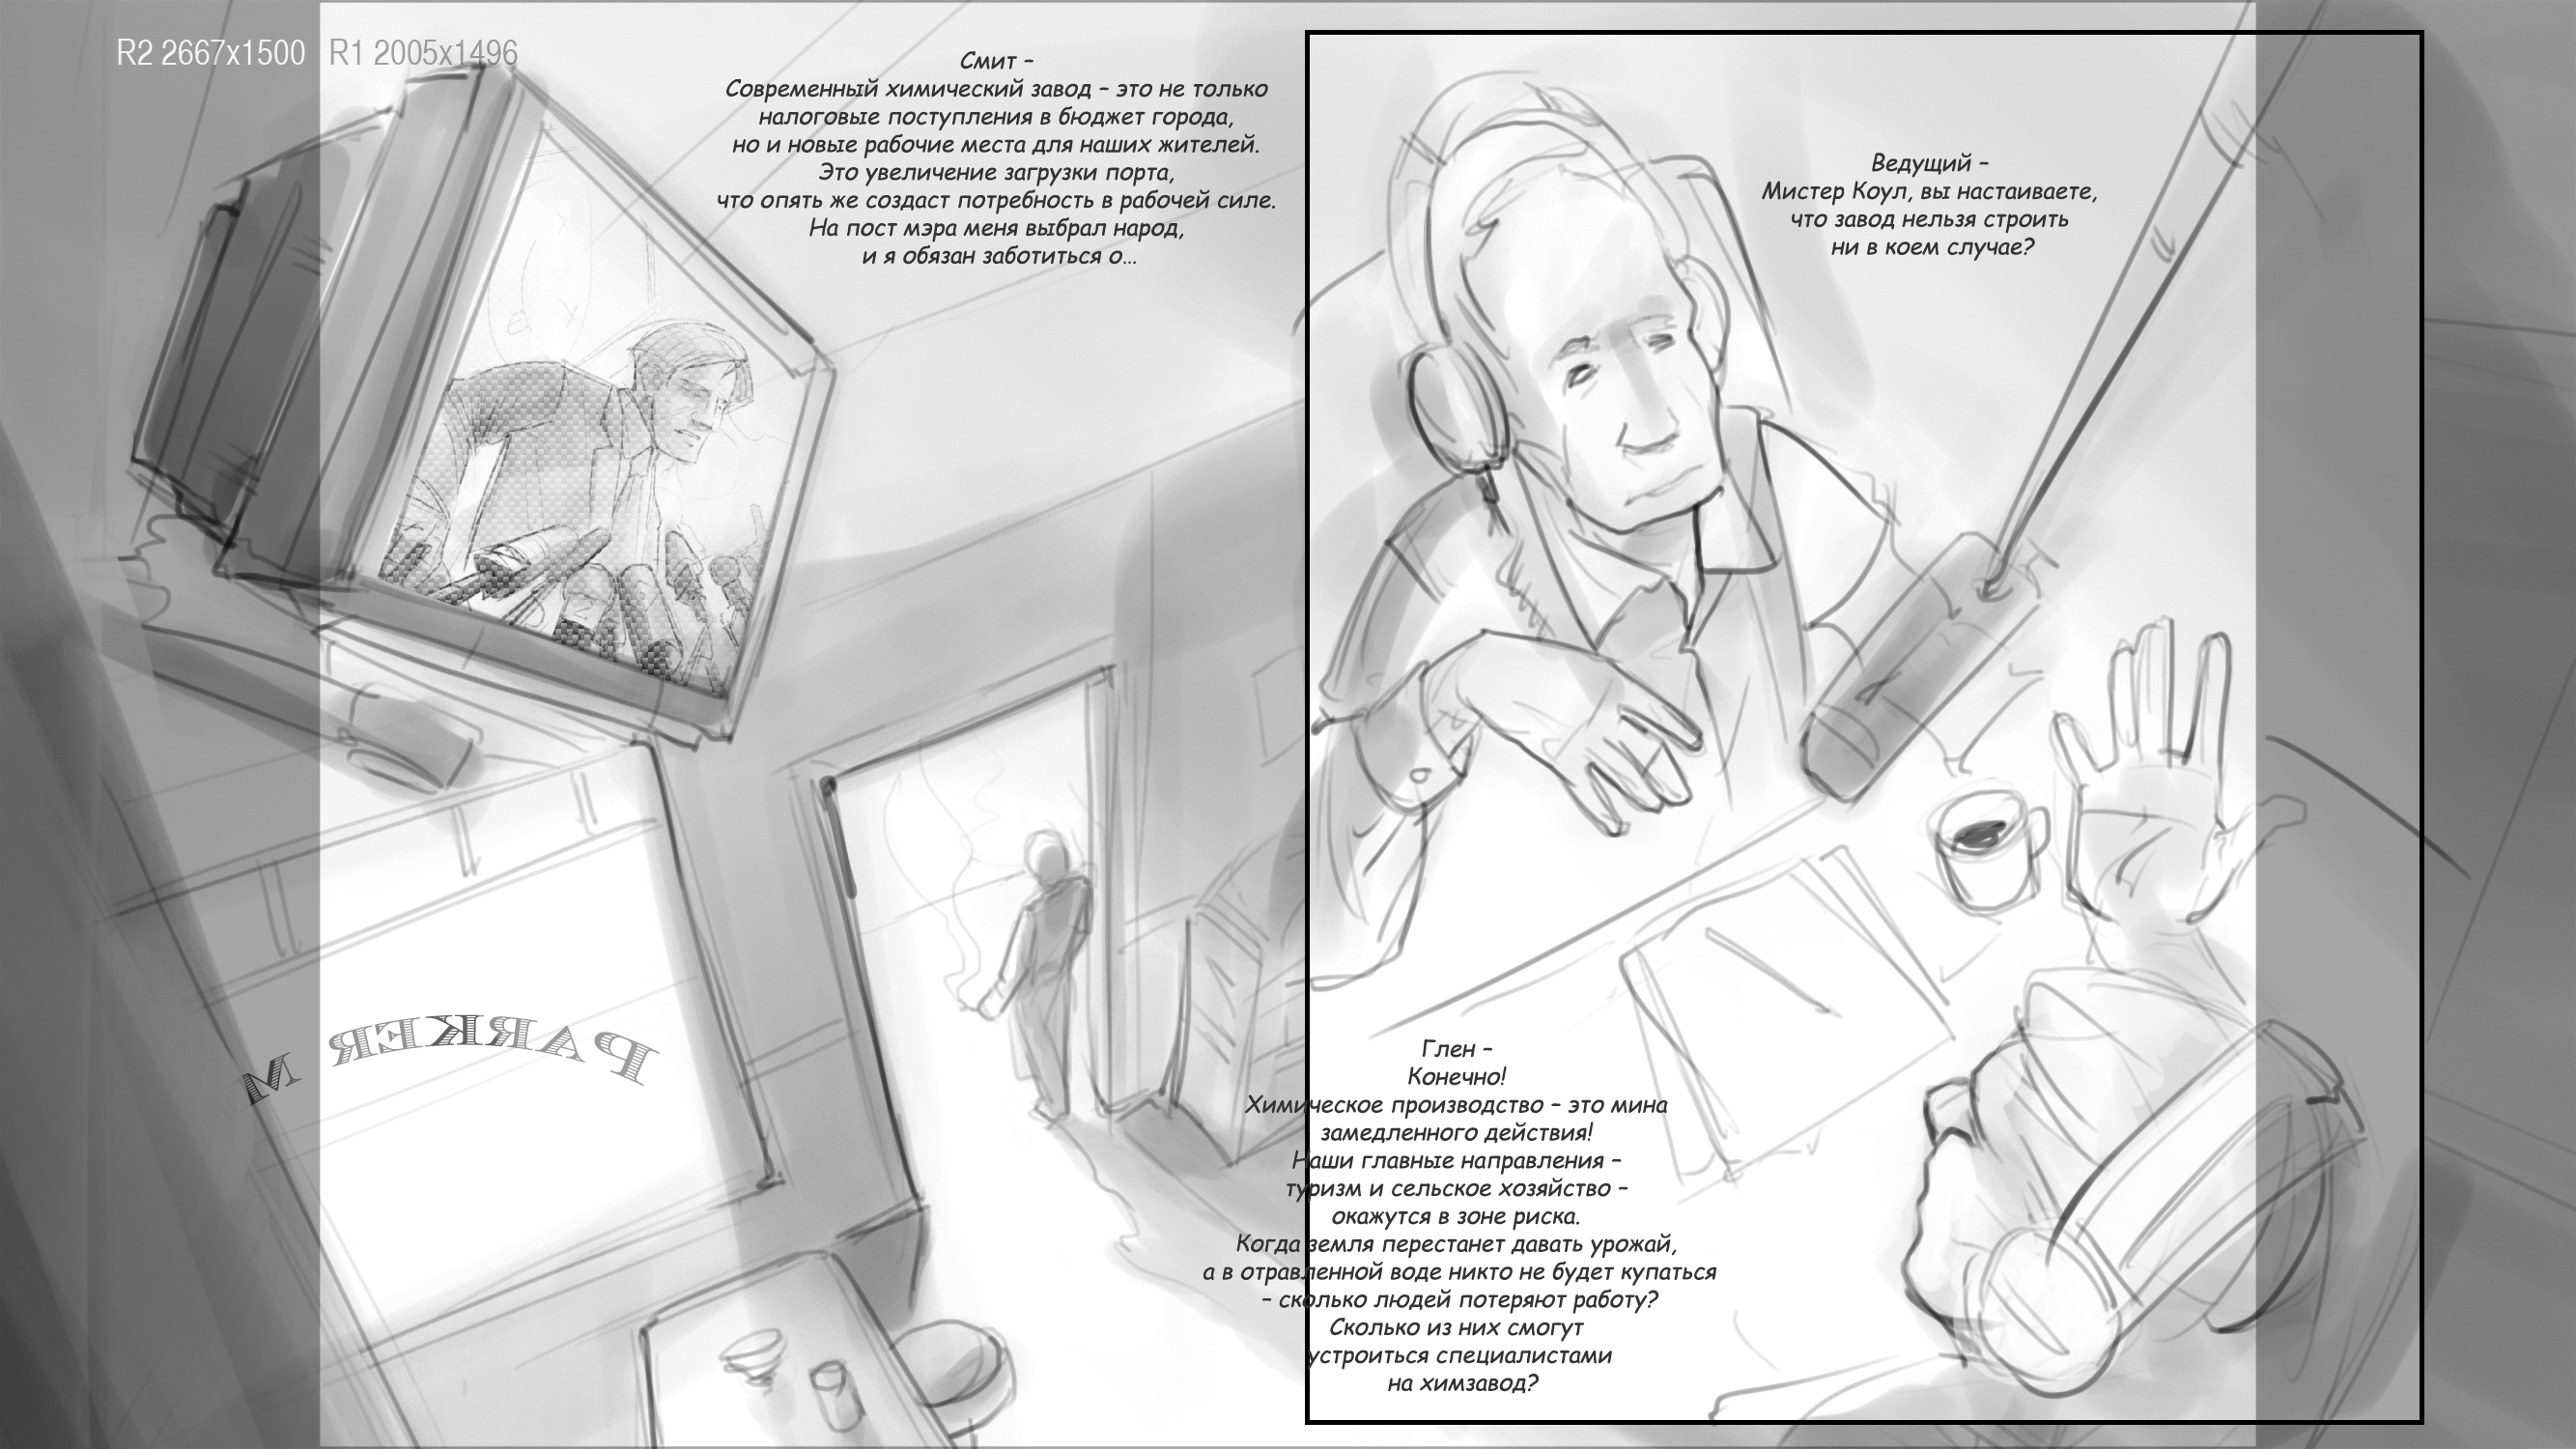 R2 2667x1500 R1 2005x1496
Смит –
Современный химический завод – это не только
налоговые поступления в бюджет города,
но и новые рабочие места для наших жителей.
Это увеличение загрузки порта,
что опять же создаст потребность в рабочей силе.
На пост мэра меня выбрал народ,
и я обязан заботиться о...
Ведущий –
Мистер Коул, вы настаиваете,
что завод нельзя строить
ни в коем случае?
PARKER M
Глен –
Конечно!
Химическое производство – это мина
замедленного действия!
Наши главные направления –
туризм и сельское хозяйство –
окажутся в зоне риска.
Когда земля перестанет давать урожай,
а в отравленной воде никто не будет купаться
– сколько людей потеряют работу?
Сколько из них смогут
устроиться специалистами
на химзавод?